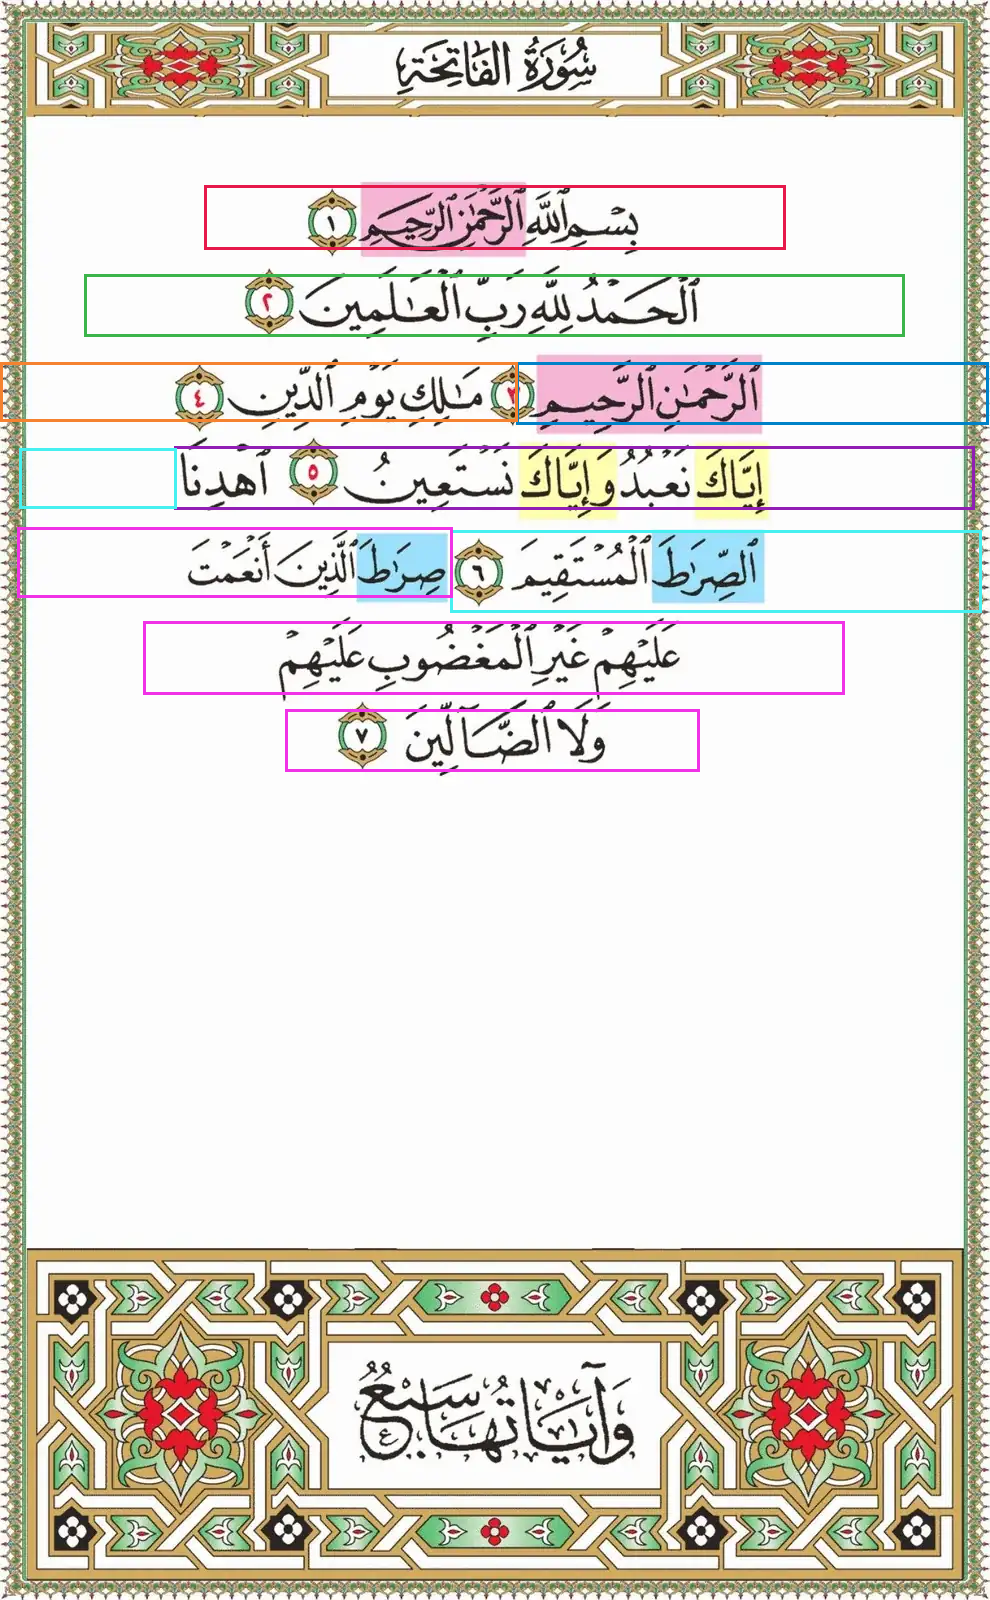 سُورَةُ الفَاتِحَةِ
بِسْمِ ٱللَّهِ ٱلرَّحْمَٰنِ ٱلرَّحِيمِ ١
ٱلْحَمْدُ لِلَّهِ رَبِّ ٱلْعَٰلَمِينَ ٢
ٱلرَّحْمَٰنِ ٱلرَّحِيمِ ٣ مَٰلِكِ يَوْمِ ٱلدِّينِ ٤
إِيَّاكَ نَعْبُدُ وَإِيَّاكَ نَسْتَعِينُ ٥ ٱهْدِنَا
ٱلصِّرَٰطَ ٱلْمُسْتَقِيمَ ٦ صِرَٰطَ ٱلَّذِينَ أَنْعَمْتَ
عَلَيْهِمْ غَيْرِ ٱلْمَغْضُوبِ عَلَيْهِمْ
وَلَا ٱلضَّآلِّينَ ٧
وَآيَاتُهَا سَبْعٌ